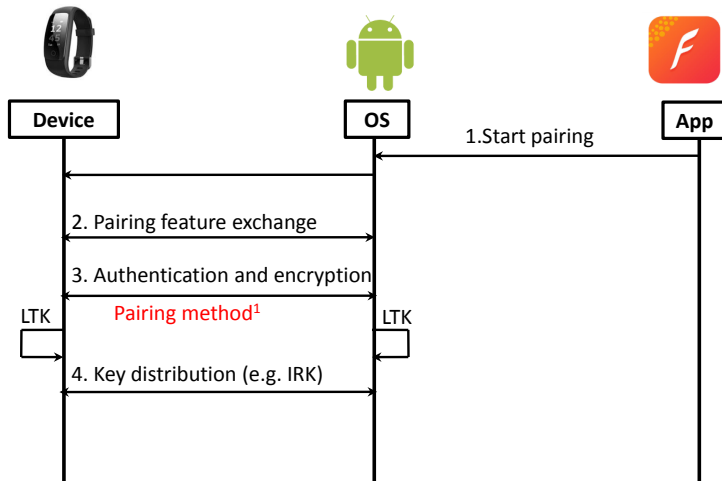 Device
OS
App
1.Start pairing
2. Pairing feature exchange
3. Authentication and encryption
Pairing method¹
LTK
LTK
4. Key distribution (e.g. IRK)